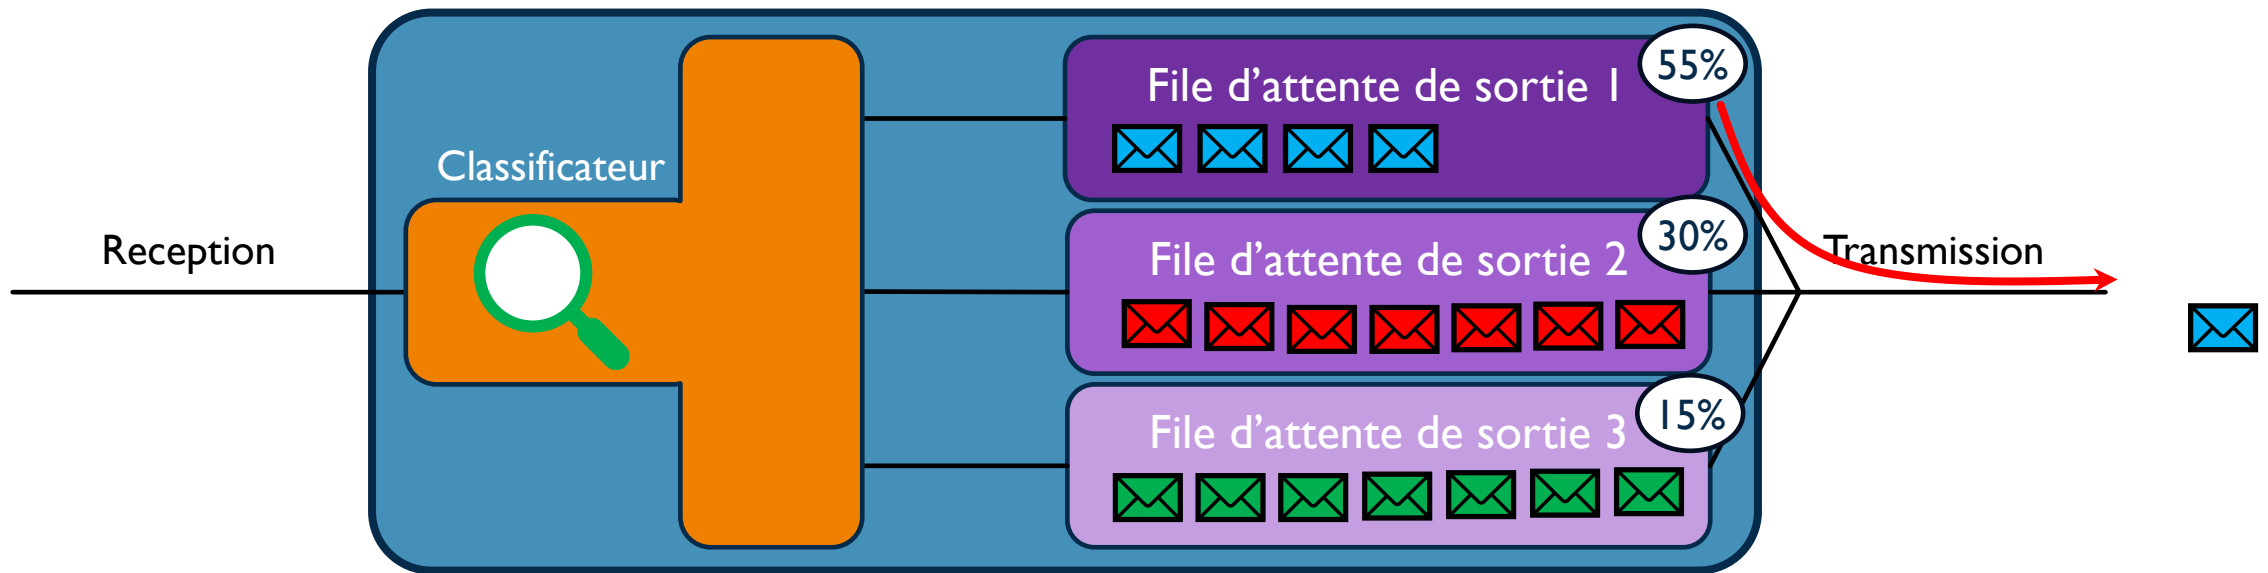 Reception
Classificateur
File d’attente de sortie 1
55%
File d’attente de sortie 2
30%
File d’attente de sortie 3
15%
Transmission